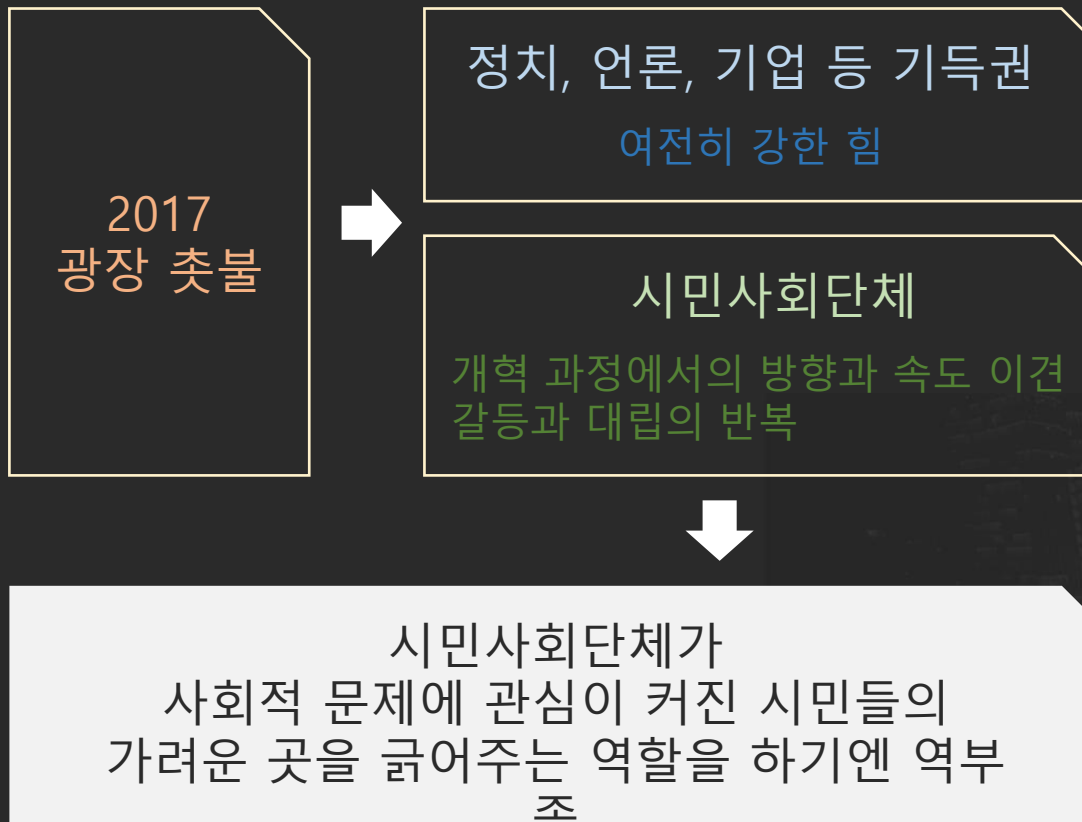 2017
광장 촛불
정치, 언론, 기업 등 기득권
여전히 강한 힘
시민사회단체
개혁 과정에서의 방향과 속도 이견
갈등과 대립의 반복
시민사회단체가
사회적 문제에 관심이 커진 시민들의
가려운 곳을 긁어주는 역할을 하기엔 역부